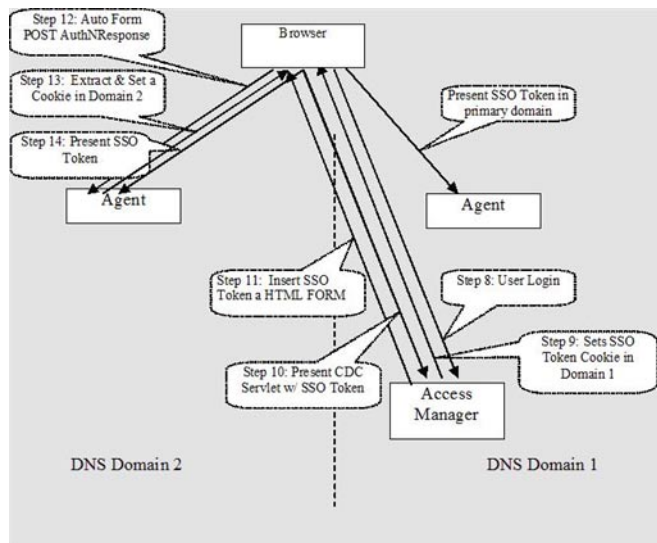 Step 12: Auto Form
POST AuthNResponse
Browser
Step 13: Extract & Set a
Cookie in Domain 2
Present SSO
Token in
primary domain
Step 14: Present SSO
Token
Agent
Agent
Step 11: Insert SSO
Token a HTML FORM
Step 8: User Login
Step 9: Sets SSO
Token Cookie in
Domain 1
Step 10: Present CDC
Servlet w/ SSO Token
Access
Manager
DNS Domain 2
DNS Domain 1